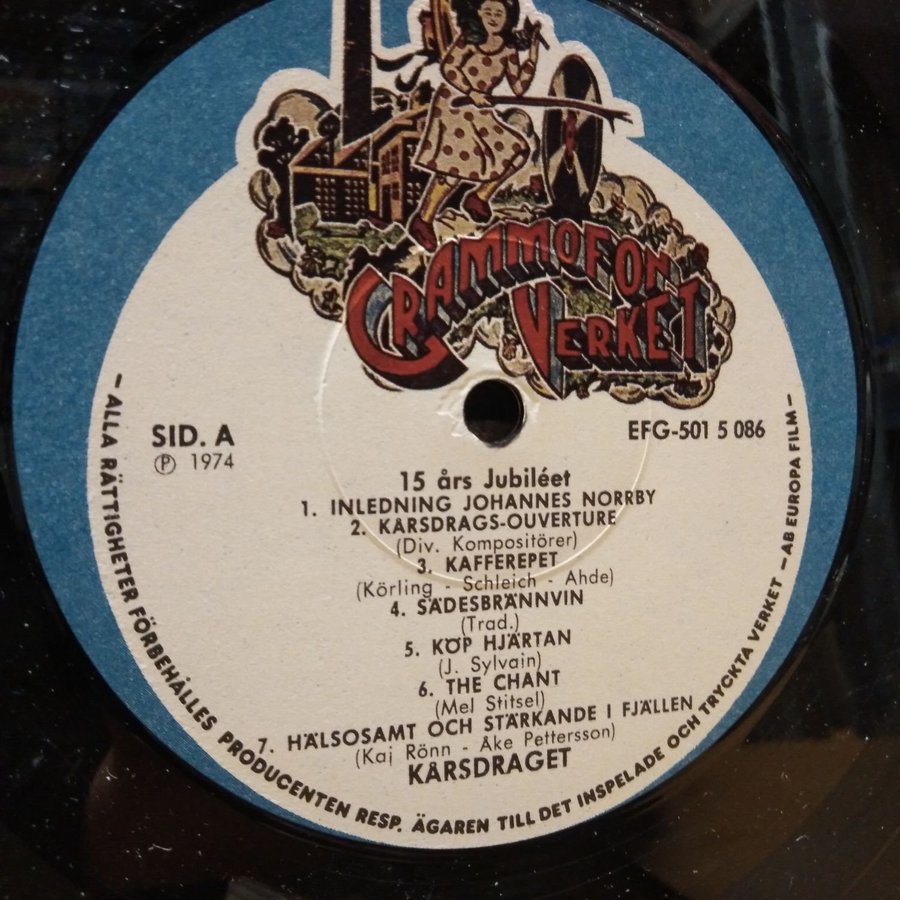 GRAMMOFON
VERKET
SID. A
Ⓟ 1974
EFG-501 5 086
15 års Jubiléet
1. INLEDNING JOHANNES NORRBY
2. KÅRSDRAGS-OUVERTURE
(Div. Kompositörer)
3. KAFFEREPET
(Körling - Schleich - Ahde)
4. SÄDESBRÄNNVIN
(Trad.)
5. KÖP HJÄRTAN
(J. Sylvain)
6. THE CHANT
(Mel Stitsel)
7. HÄLSOSAMT OCH STÄRKANDE I FJÄLLEN
(Kaj Rönn - Åke Pettersson)
KÅRSDRAGET
– ALLA RÄTTIGHETER FÖRBEHÅLLES PRODUCENTEN RESP. ÄGAREN TILL DET INSPELADE OCH TRYCKTA VERKET – AB EUROPA FILM –